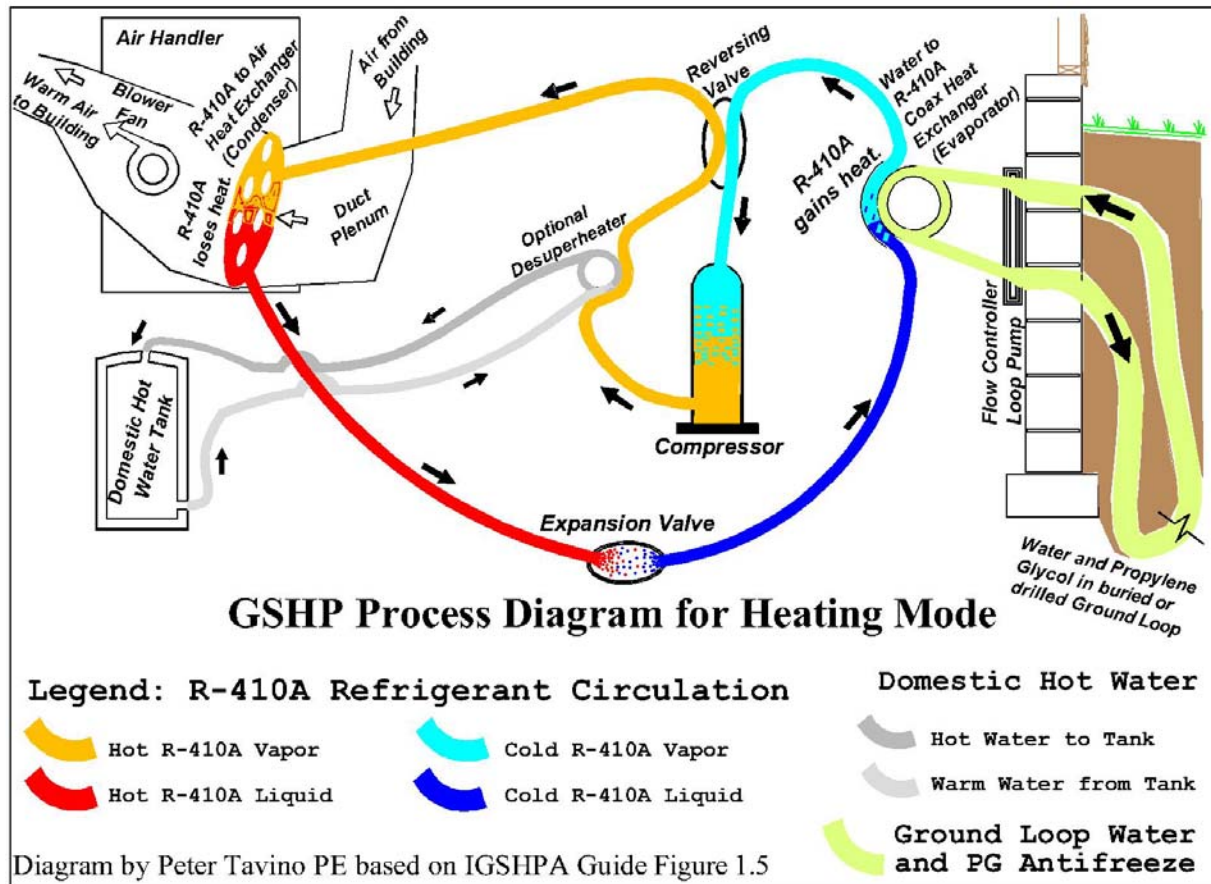 Air Handler
Air from
Building
Warm Air
to Building
Blower
Fan
R-410A to Air
Heat Exchanger
(Condenser)
R-410A
loses heat.
Duct
Plenum
Reversing
Valve
Water to
R-410A
Coax Heat
Exchanger
(Evaporator)
R-410A
gains heat.
Optional
Desuperheater
Domestic Hot
Water Tank
Compressor
Flow Controller
Loop Pump
Expansion Valve
Water and Propylene
Glycol in buried or
drilled Ground Loop
GSHP Process Diagram for Heating Mode
Legend: R-410A Refrigerant Circulation
Hot R-410A Vapor
Cold R-410A Vapor
Hot R-410A Liquid
Cold R-410A Liquid
Domestic Hot Water
Hot Water to Tank
Warm Water from Tank
Ground Loop Water
and PG Antifreeze
Diagram by Peter Tavino PE based on IGSHPA Guide Figure 1.5